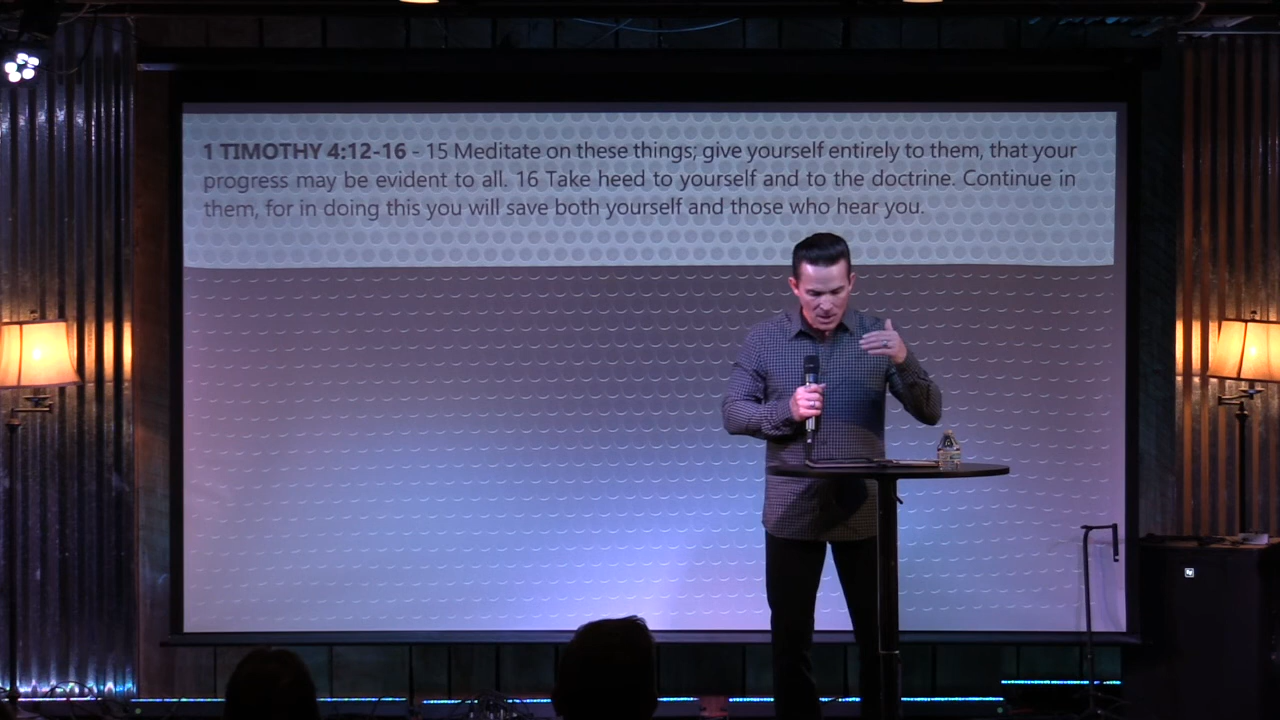 1 TIMOTHY 4:12-16 - 15 Meditate on these things; give yourself entirely to them, that your
progress may be evident to all. 16 Take heed to yourself and to the doctrine. Continue in
them, for in doing this you will save both yourself and those who hear you.